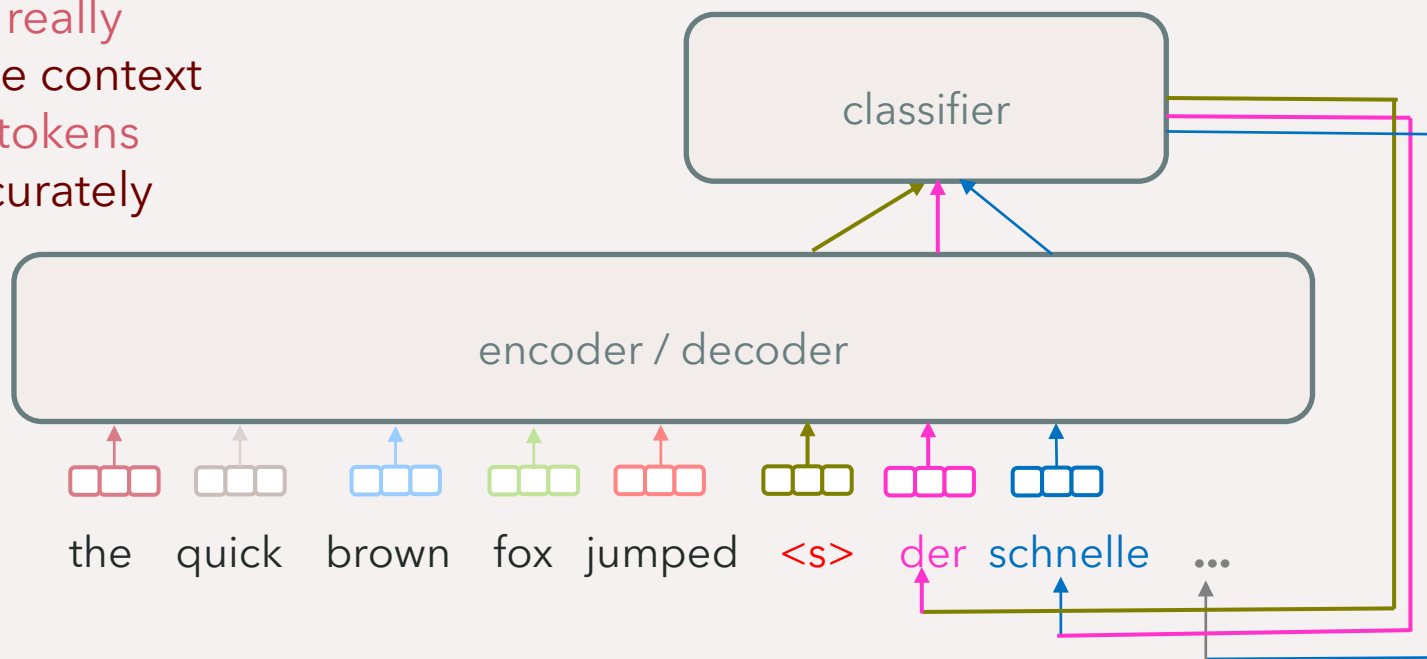 really
e context
tokens
curately
classifier
encoder / decoder
the quick brown fox jumped <s> der schnelle ...